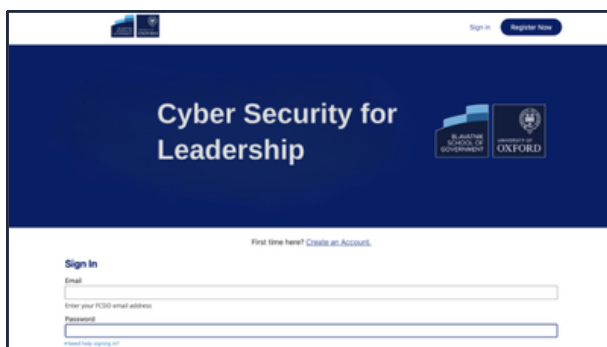 Sign in
Register Now
Cyber Security for
Leadership
BLAVATNIK
SCHOOL OF
GOVERNMENT
UNIVERSITY OF
OXFORD
First time here? Create an Account.
Sign In
Email
Enter your FCDO email address
Password
Need help signing in?